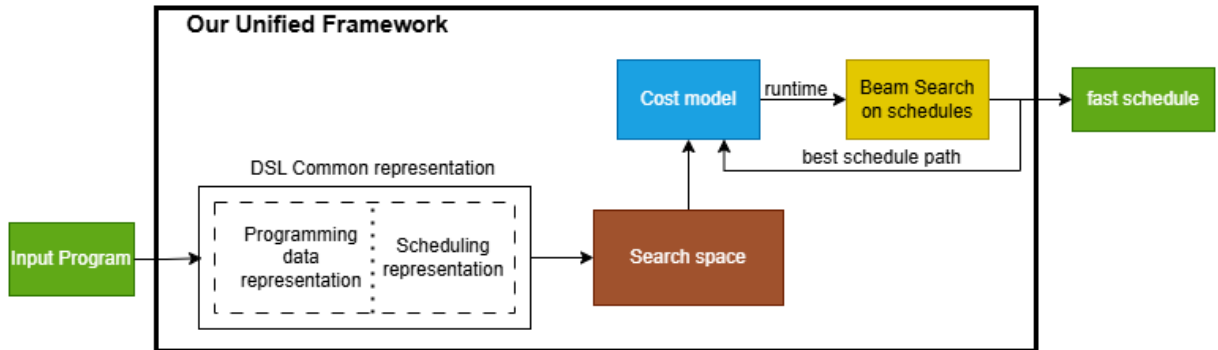 Our Unified Framework
Cost model
runtime
Beam Search
on schedules
fast schedule
best schedule path
DSL Common representation
Input Program
Programming
data
representation
Scheduling
representation
Search space